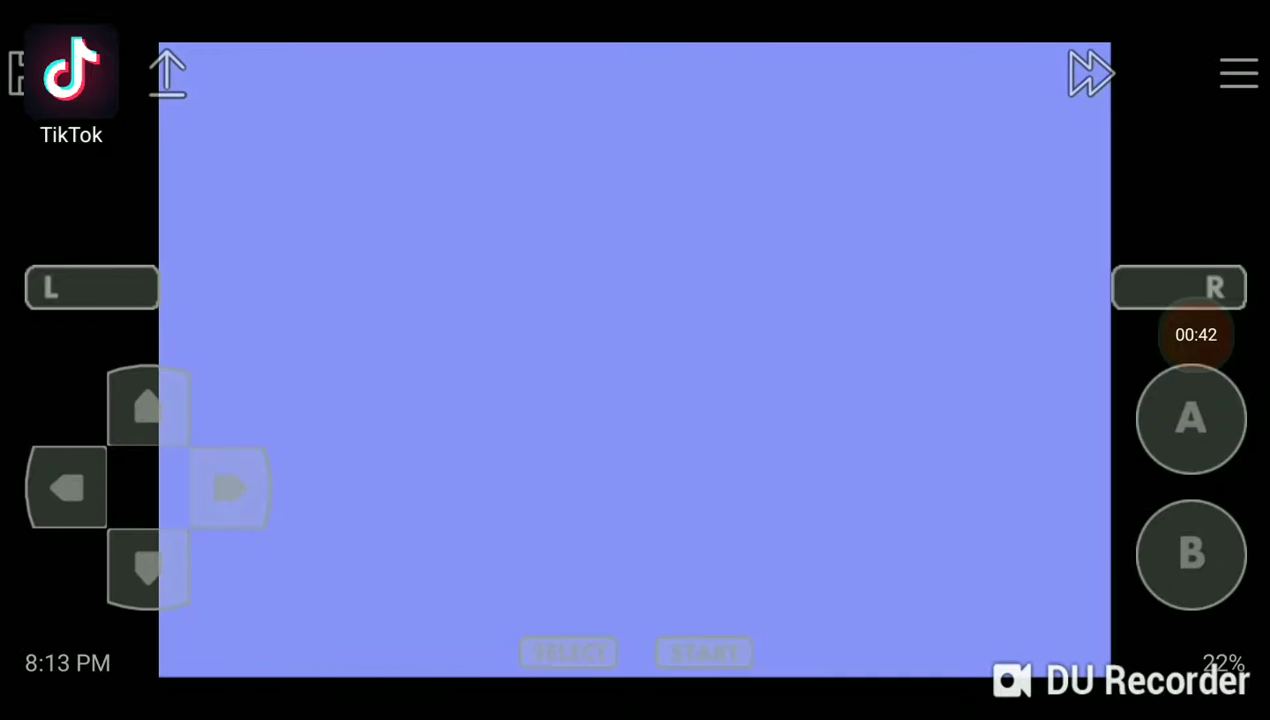 TikTok
L
R
00:42
A
B
SELECT
START
8:13 PM
22%
DU Recorder